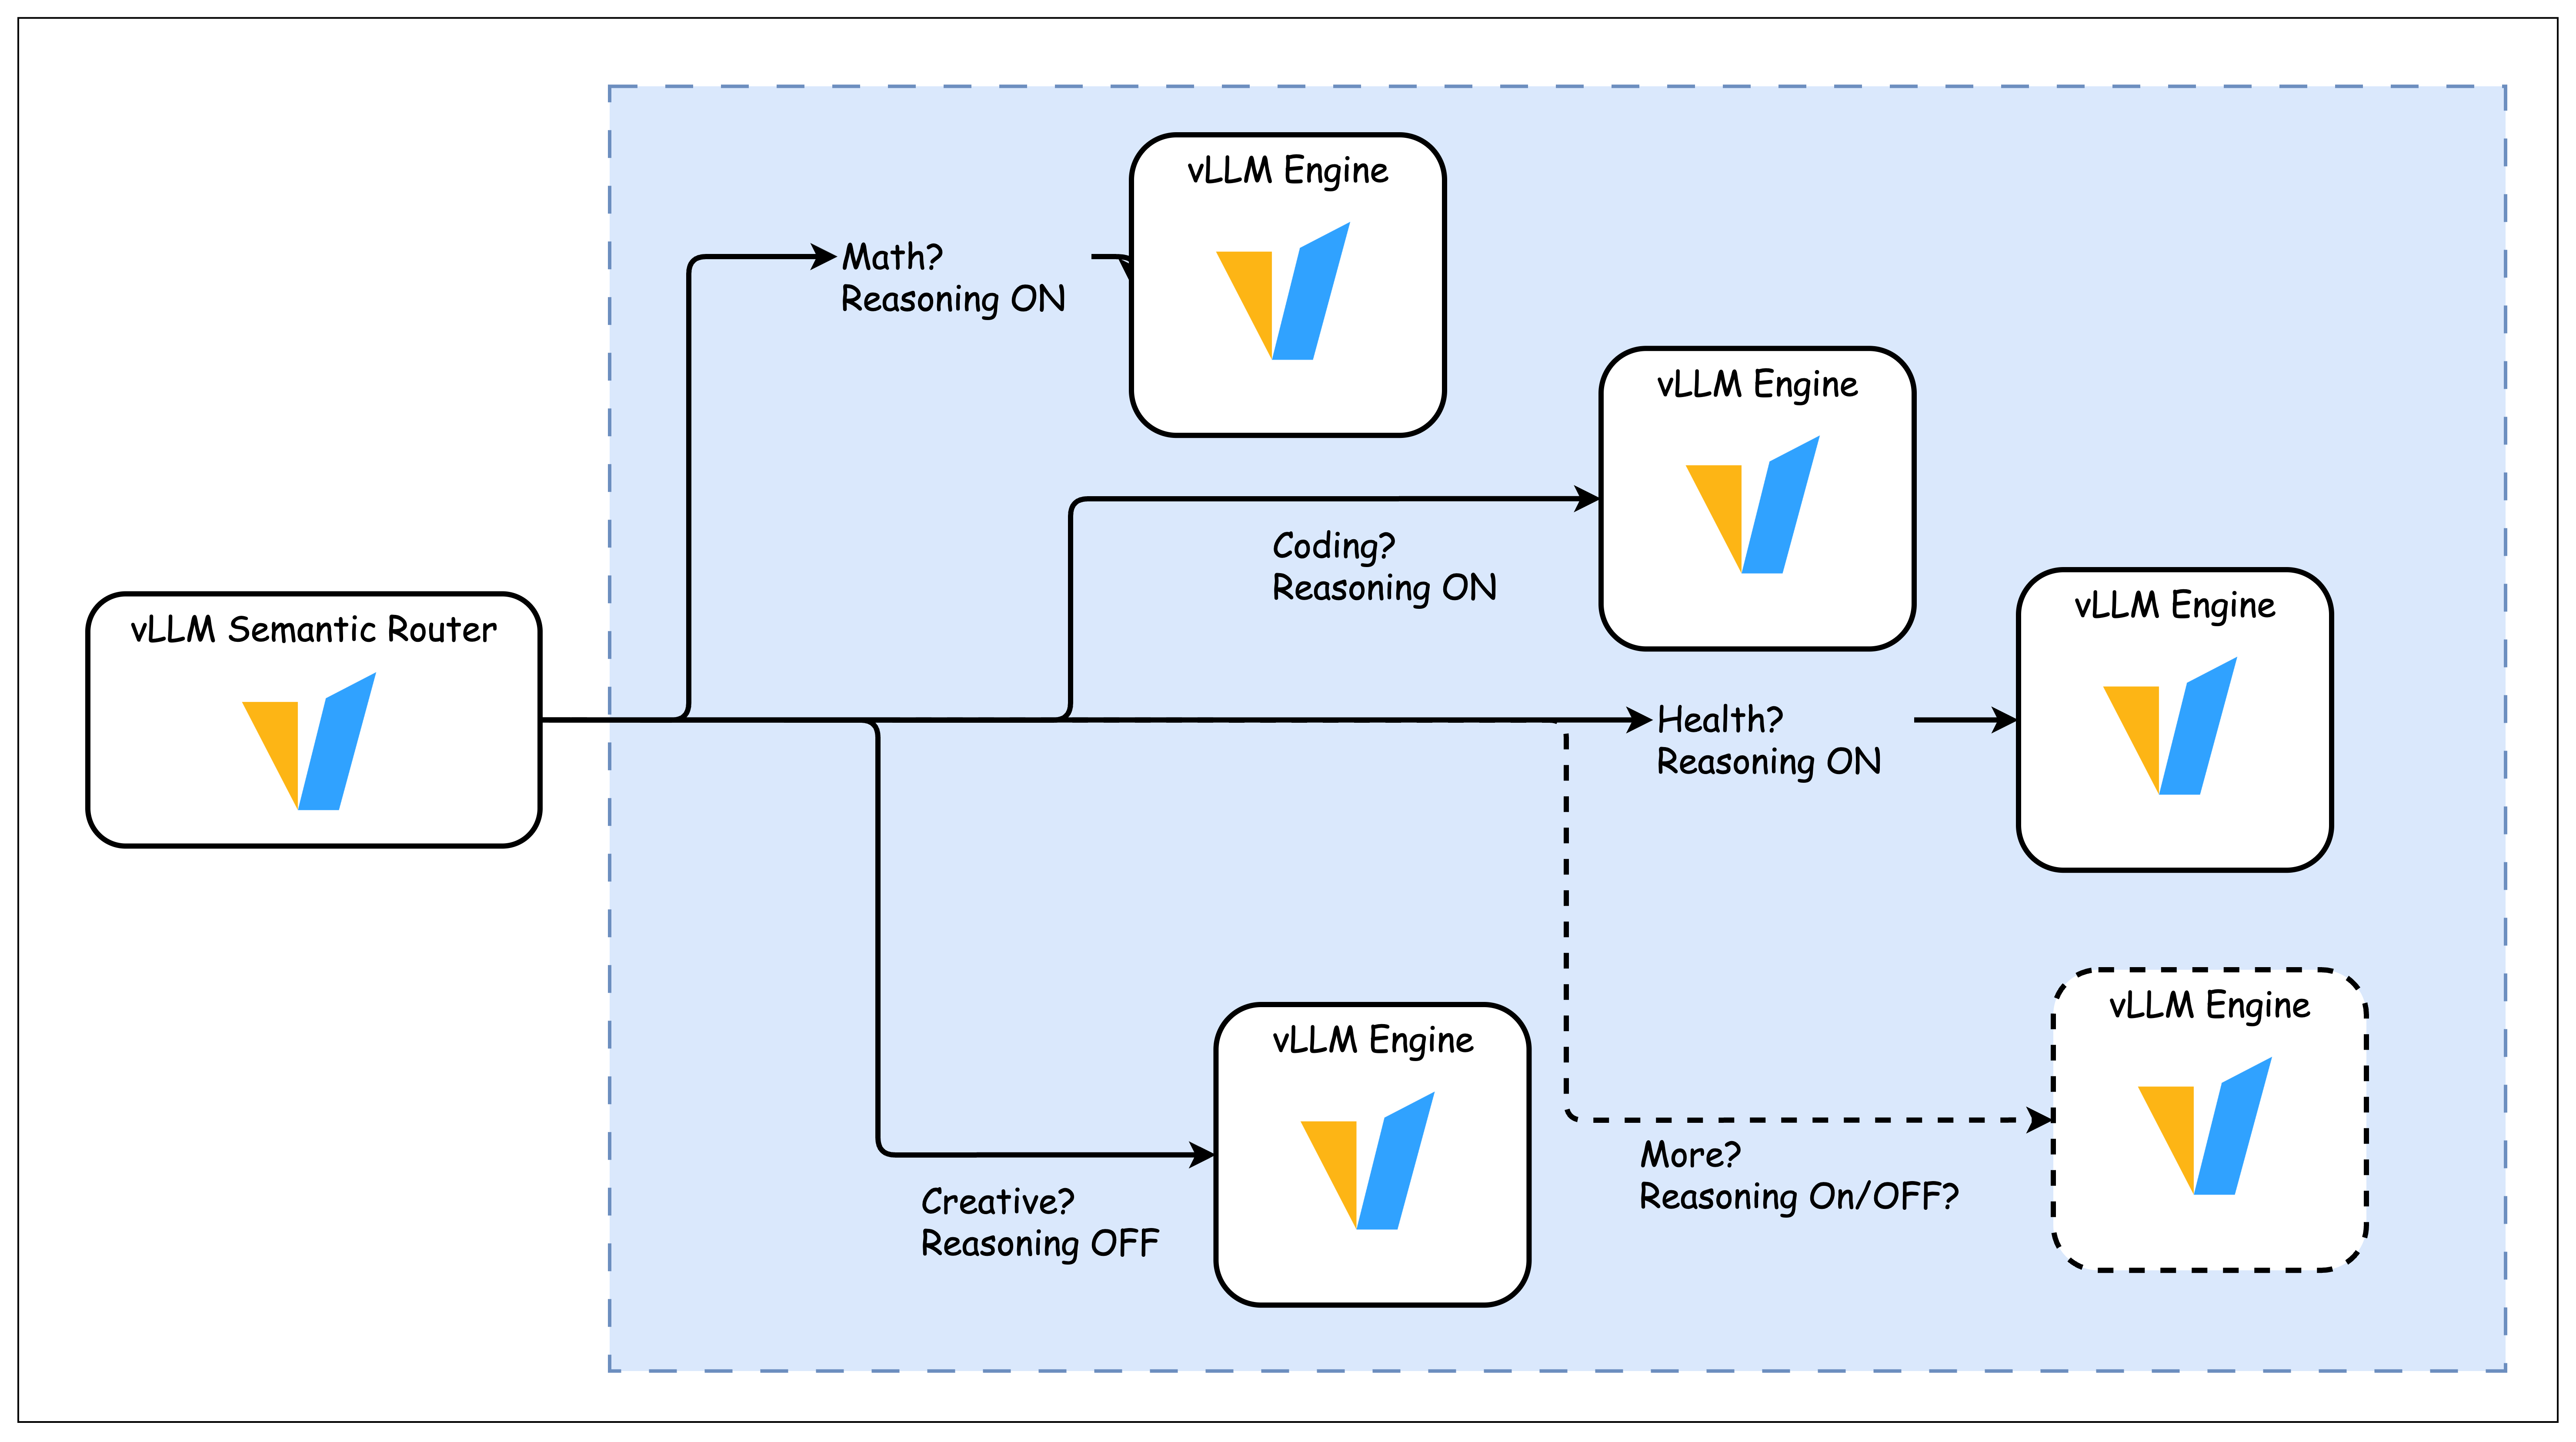 vLLM Engine
Math?
Reasoning ON
vLLM Engine
Coding?
Reasoning ON
vLLM Semantic Router
vLLM Engine
Health?
Reasoning ON
vLLM Engine
Creative?
Reasoning OFF
vLLM Engine
More?
Reasoning On/OFF?